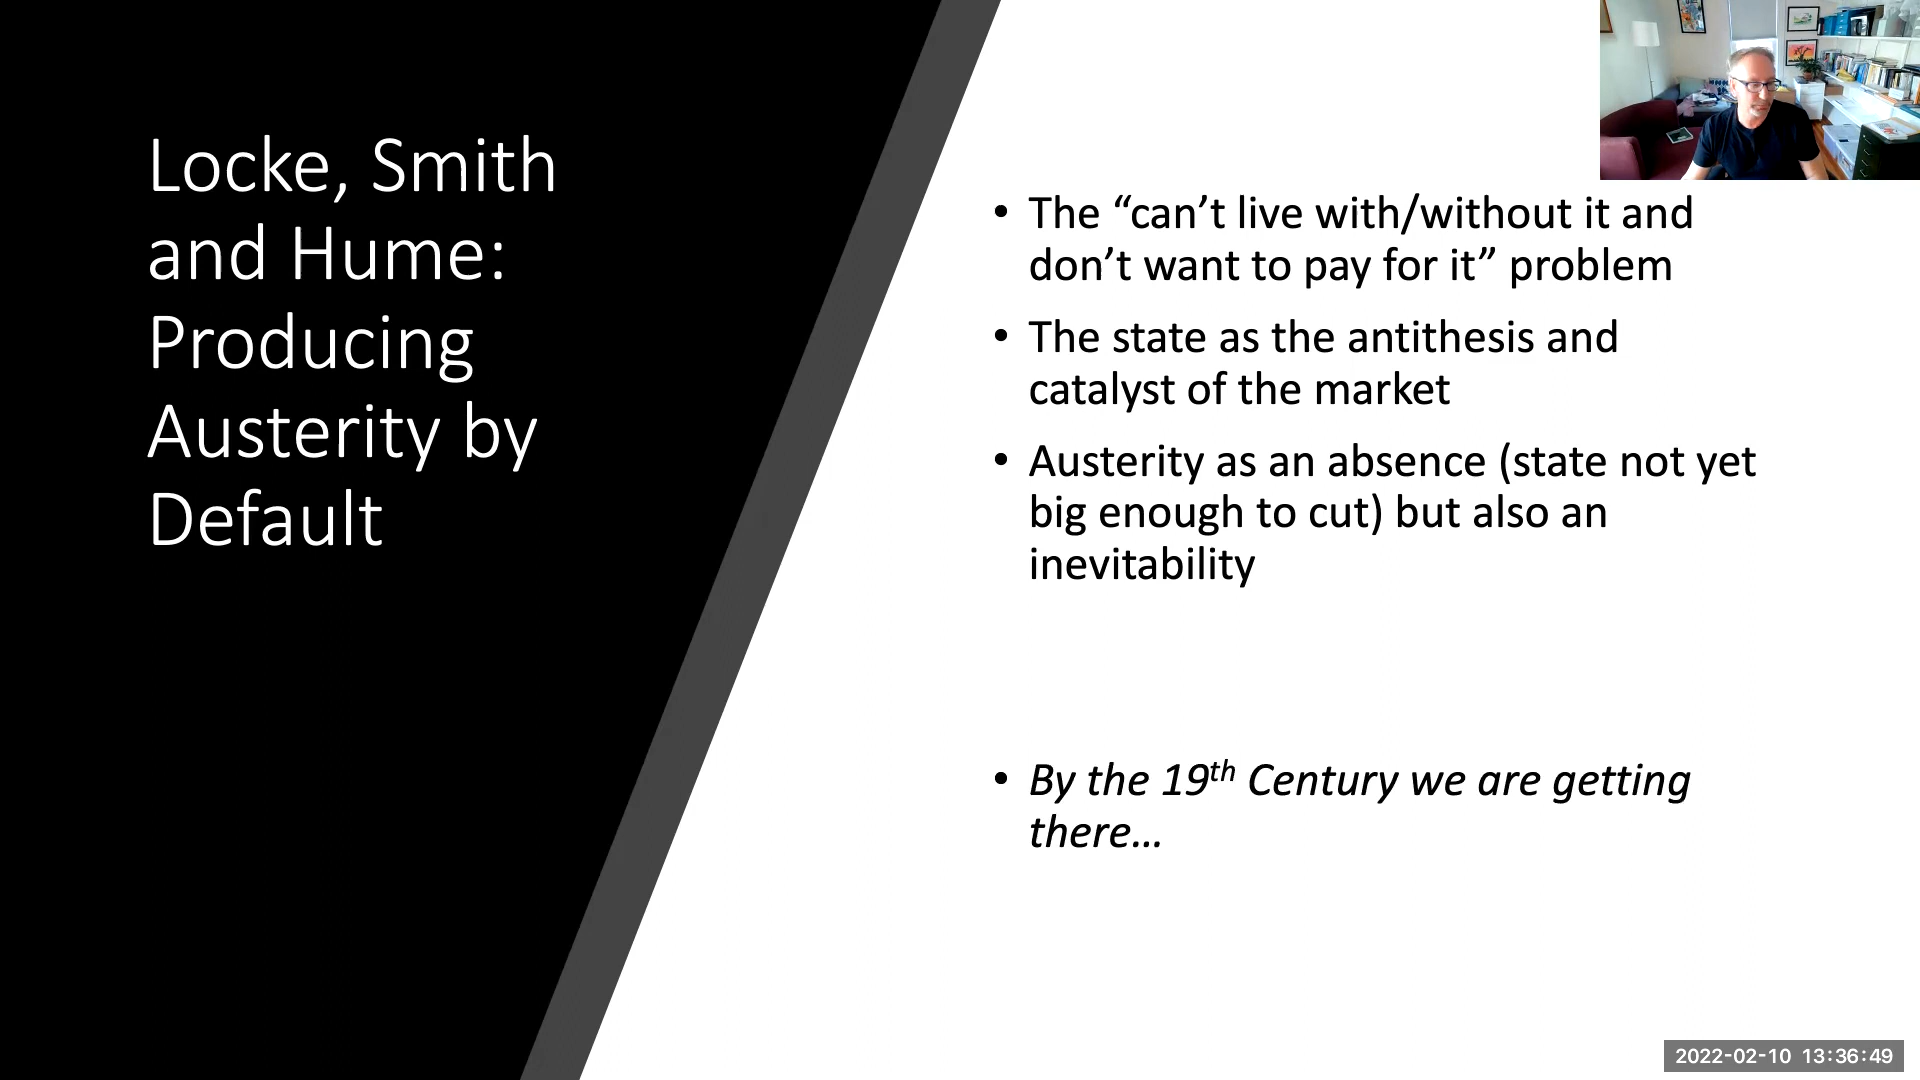 Locke, Smith
and Hume:
Producing
Austerity by
Default
• The “can’t live with/without it and
don’t want to pay for it” problem
• The state as the antithesis and
catalyst of the market
• Austerity as an absence (state not yet
big enough to cut) but also an
inevitability
• By the 19th Century we are getting
there…
2022-02-10 13:36:49